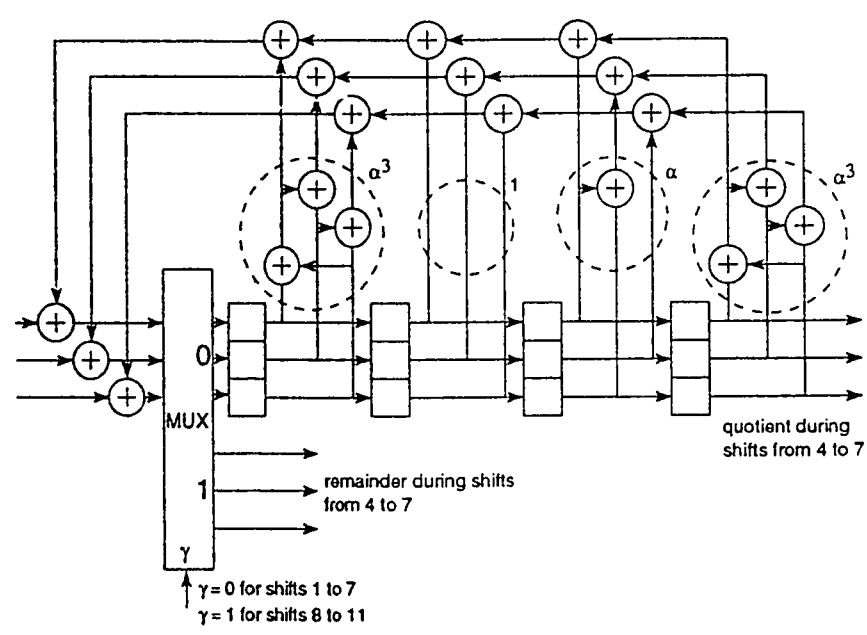 α3
1
α
α3
0
MUX
1
γ
quotient during
shifts from 4 to 7
remainder during shifts
from 4 to 7
γ = 0 for shifts 1 to 7
γ = 1 for shifts 8 to 11